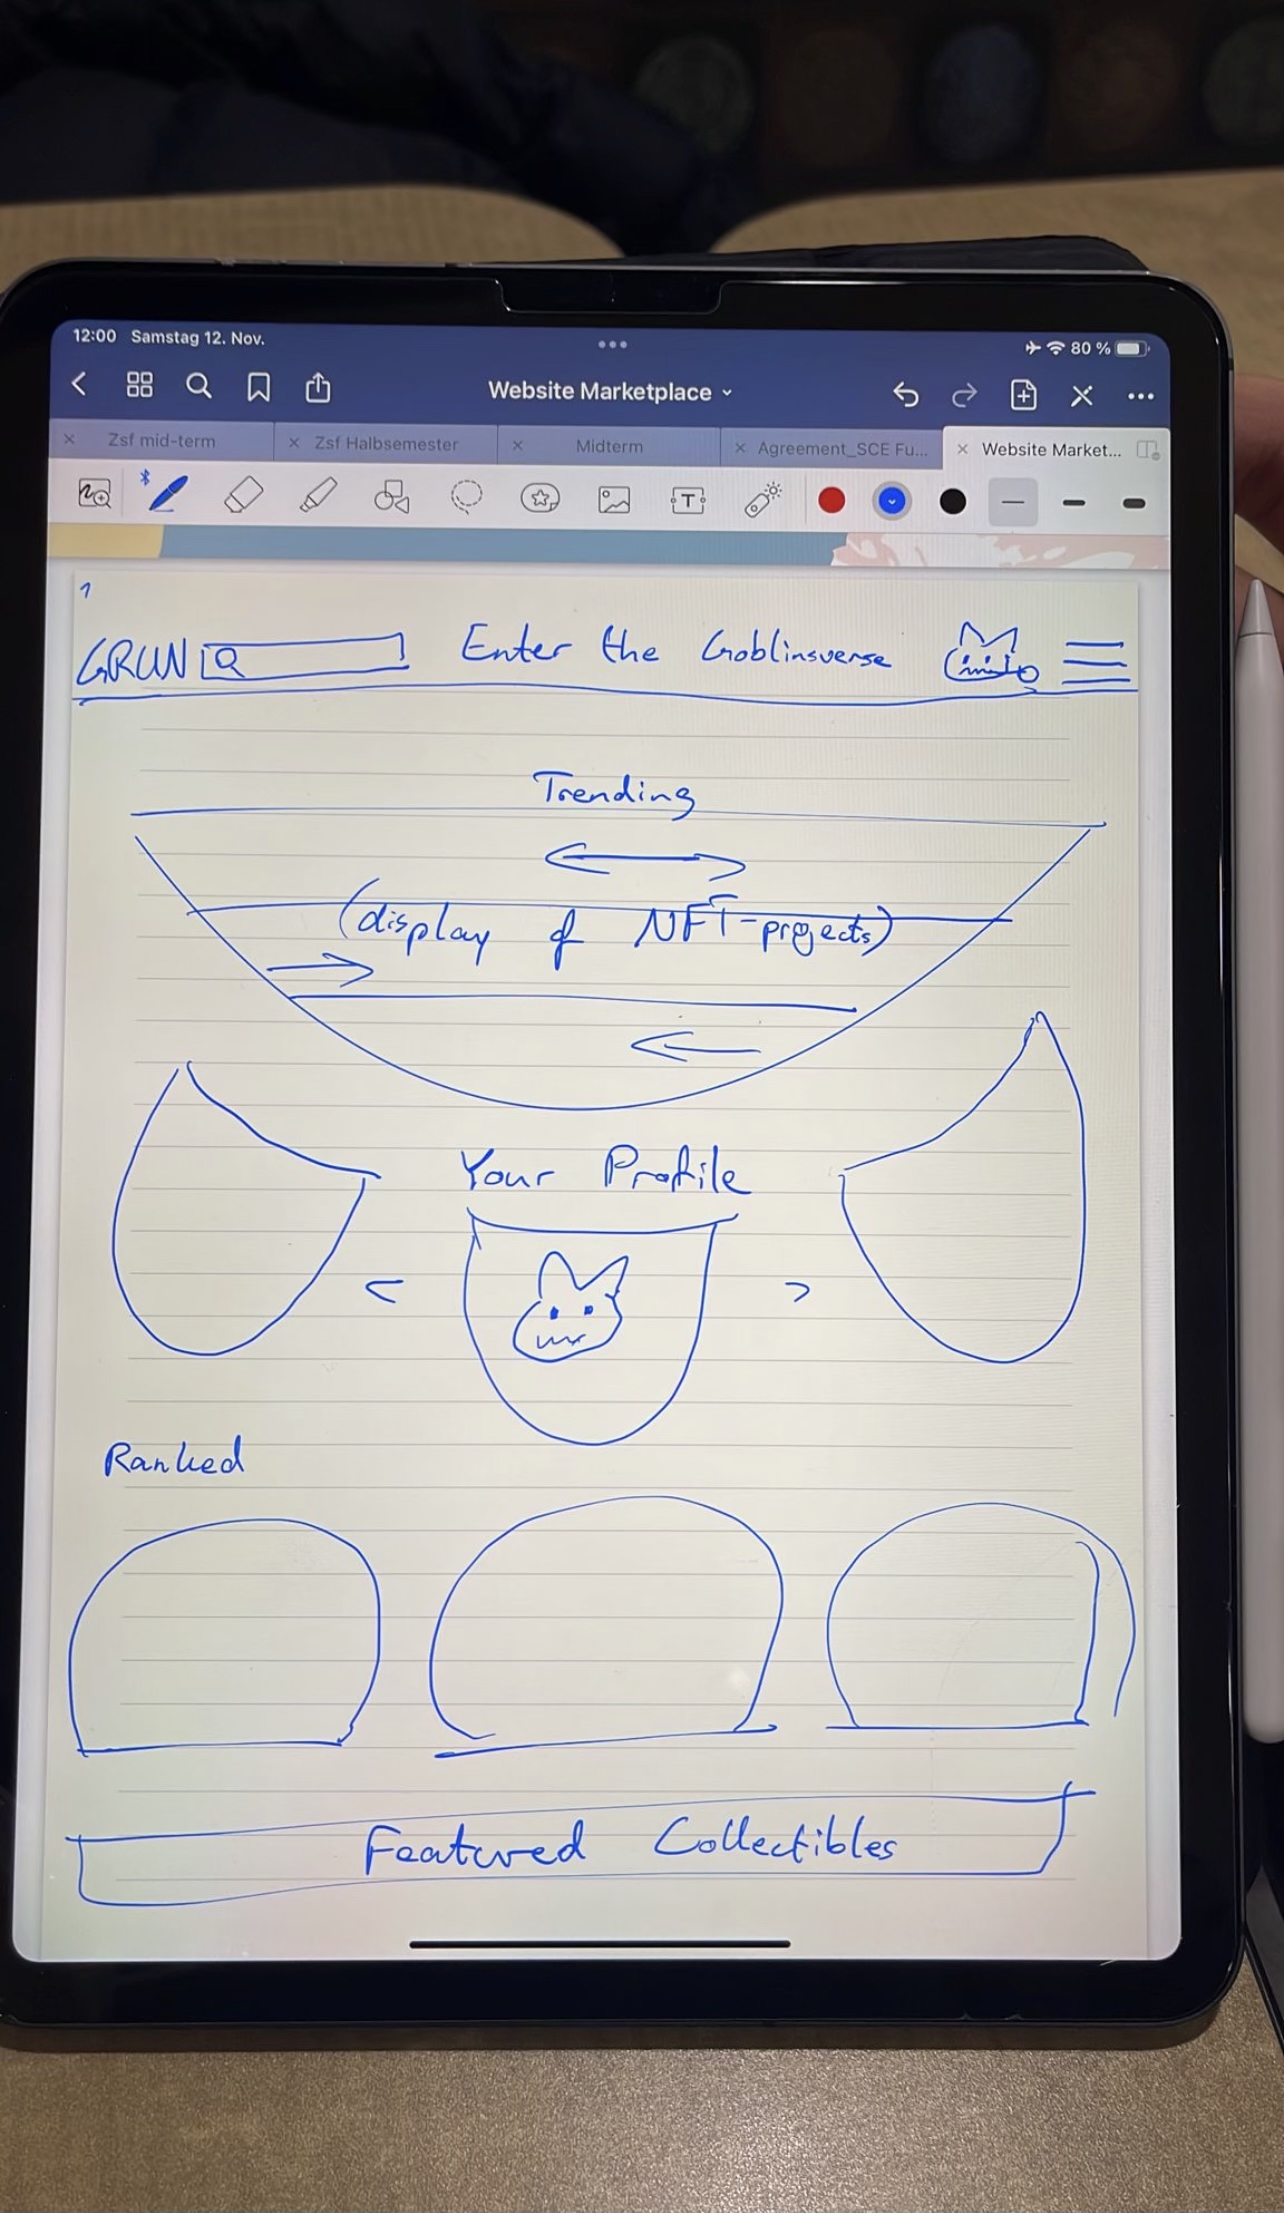 12:00 Samstag 12. Nov.
80 %
Website Marketplace
Zsf mid-term
Zsf Halbsemester
Midterm
Agreement_SCE Fu...
Website Market...
T
1
GRUN
Enter the Goblinsverse
Trending
(display of NFT-projects)
Your Profile
< >
Ranked
Featured Collectibles